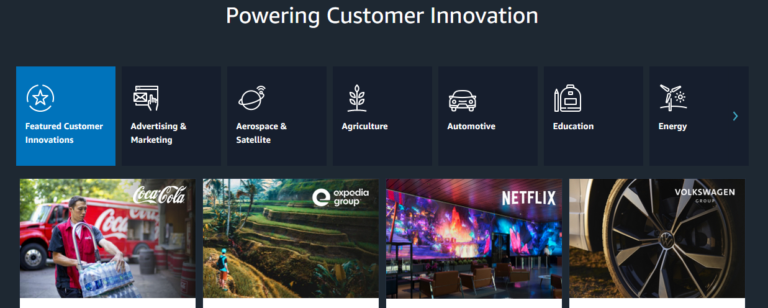 Powering Customer Innovation
Featured Customer
Innovations
Advertising &
Marketing
Aerospace &
Satellite
Agriculture
Automotive
Education
Energy
Coca-Cola
expedia
group
NETFLIX
VOLKSWAGEN
GROUP